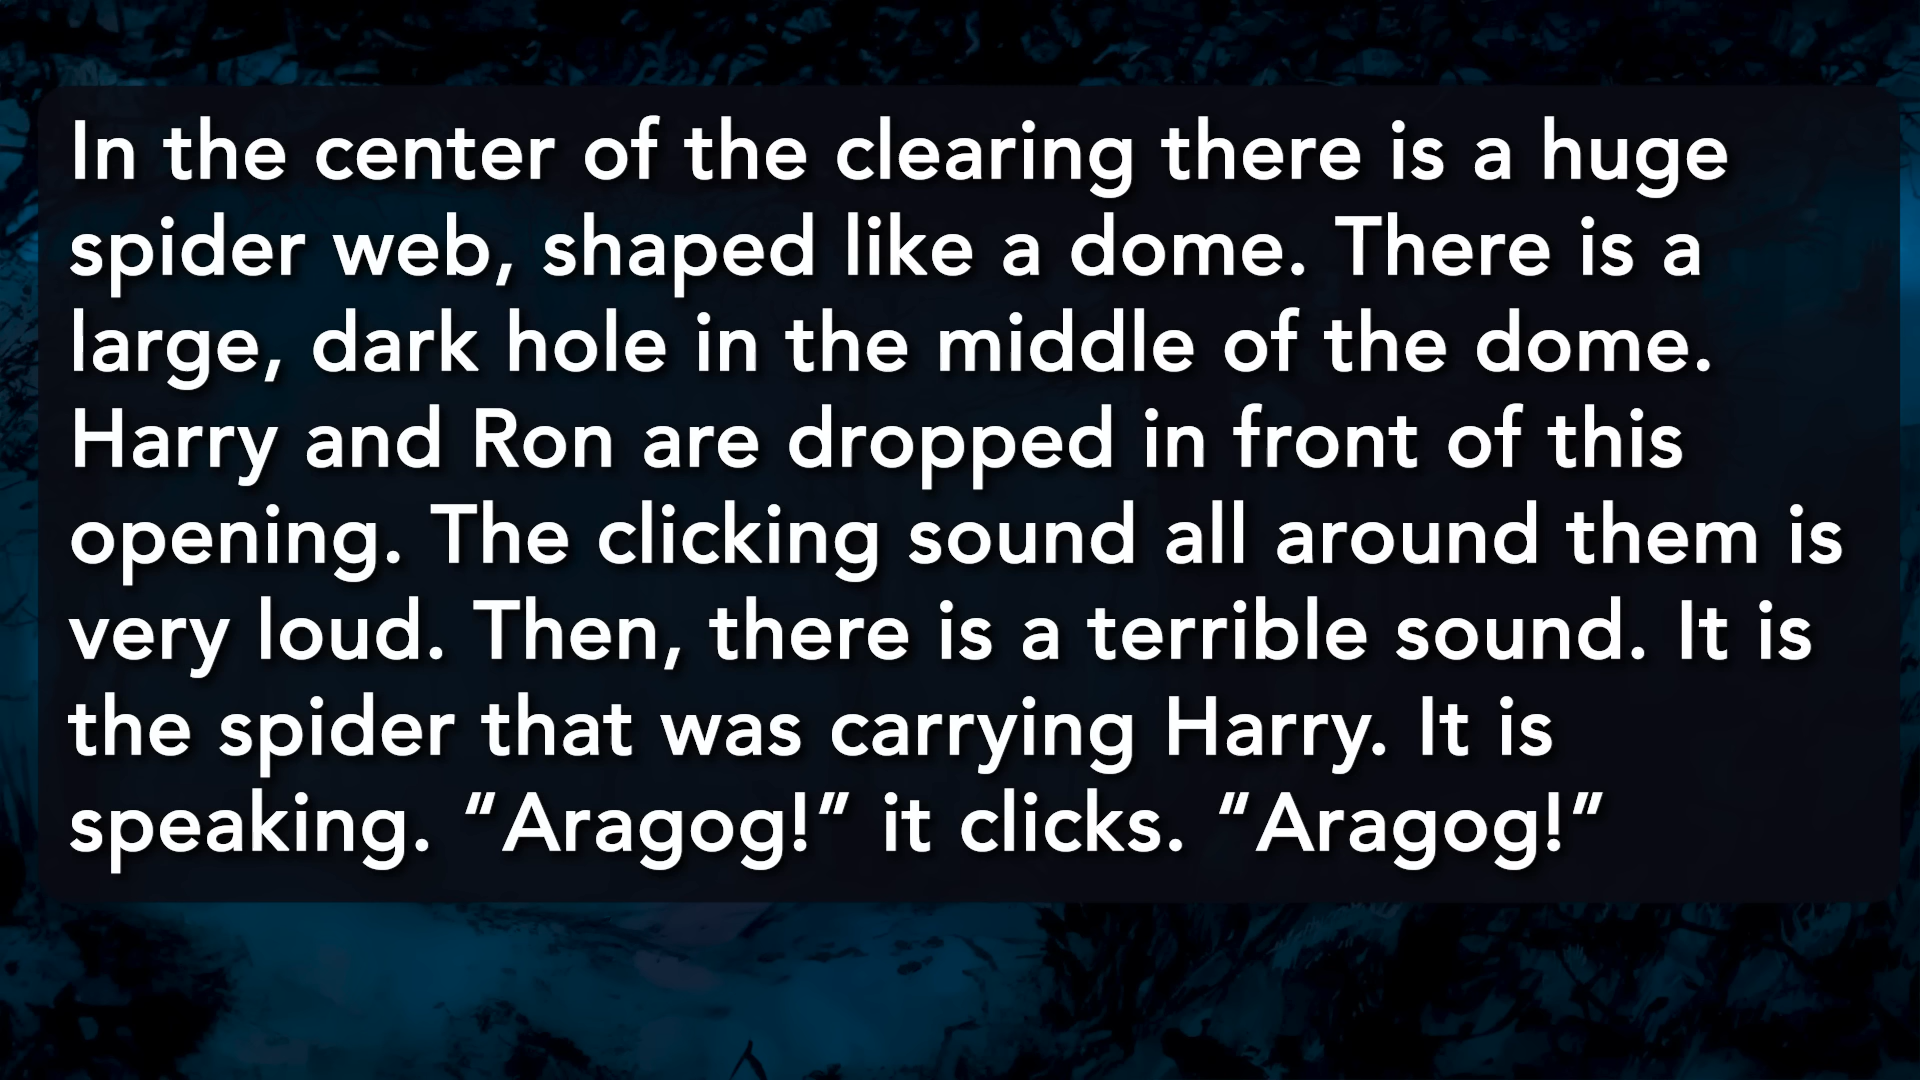 In the center of the clearing there is a huge
spider web, shaped like a dome. There is a
large, dark hole in the middle of the dome.
Harry and Ron are dropped in front of this
opening. The clicking sound all around them is
very loud. Then, there is a terrible sound. It is
the spider that was carrying Harry. It is
speaking. “Aragog!” it clicks. “Aragog!”